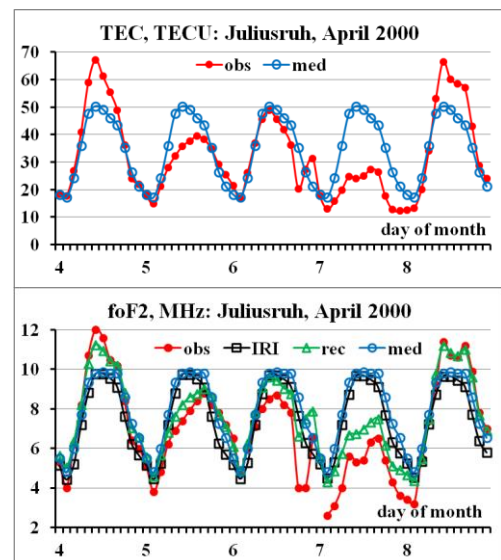 TEC, TECU: Juliusruh, April 2000
obs med
70
60
50
40
30
20
10
0
day of month
4 5 6 7 8
foF2, MHz: Juliusruh, April 2000
obs IRI rec med
12
10
8
6
4
2
day of month
4 5 6 7 8